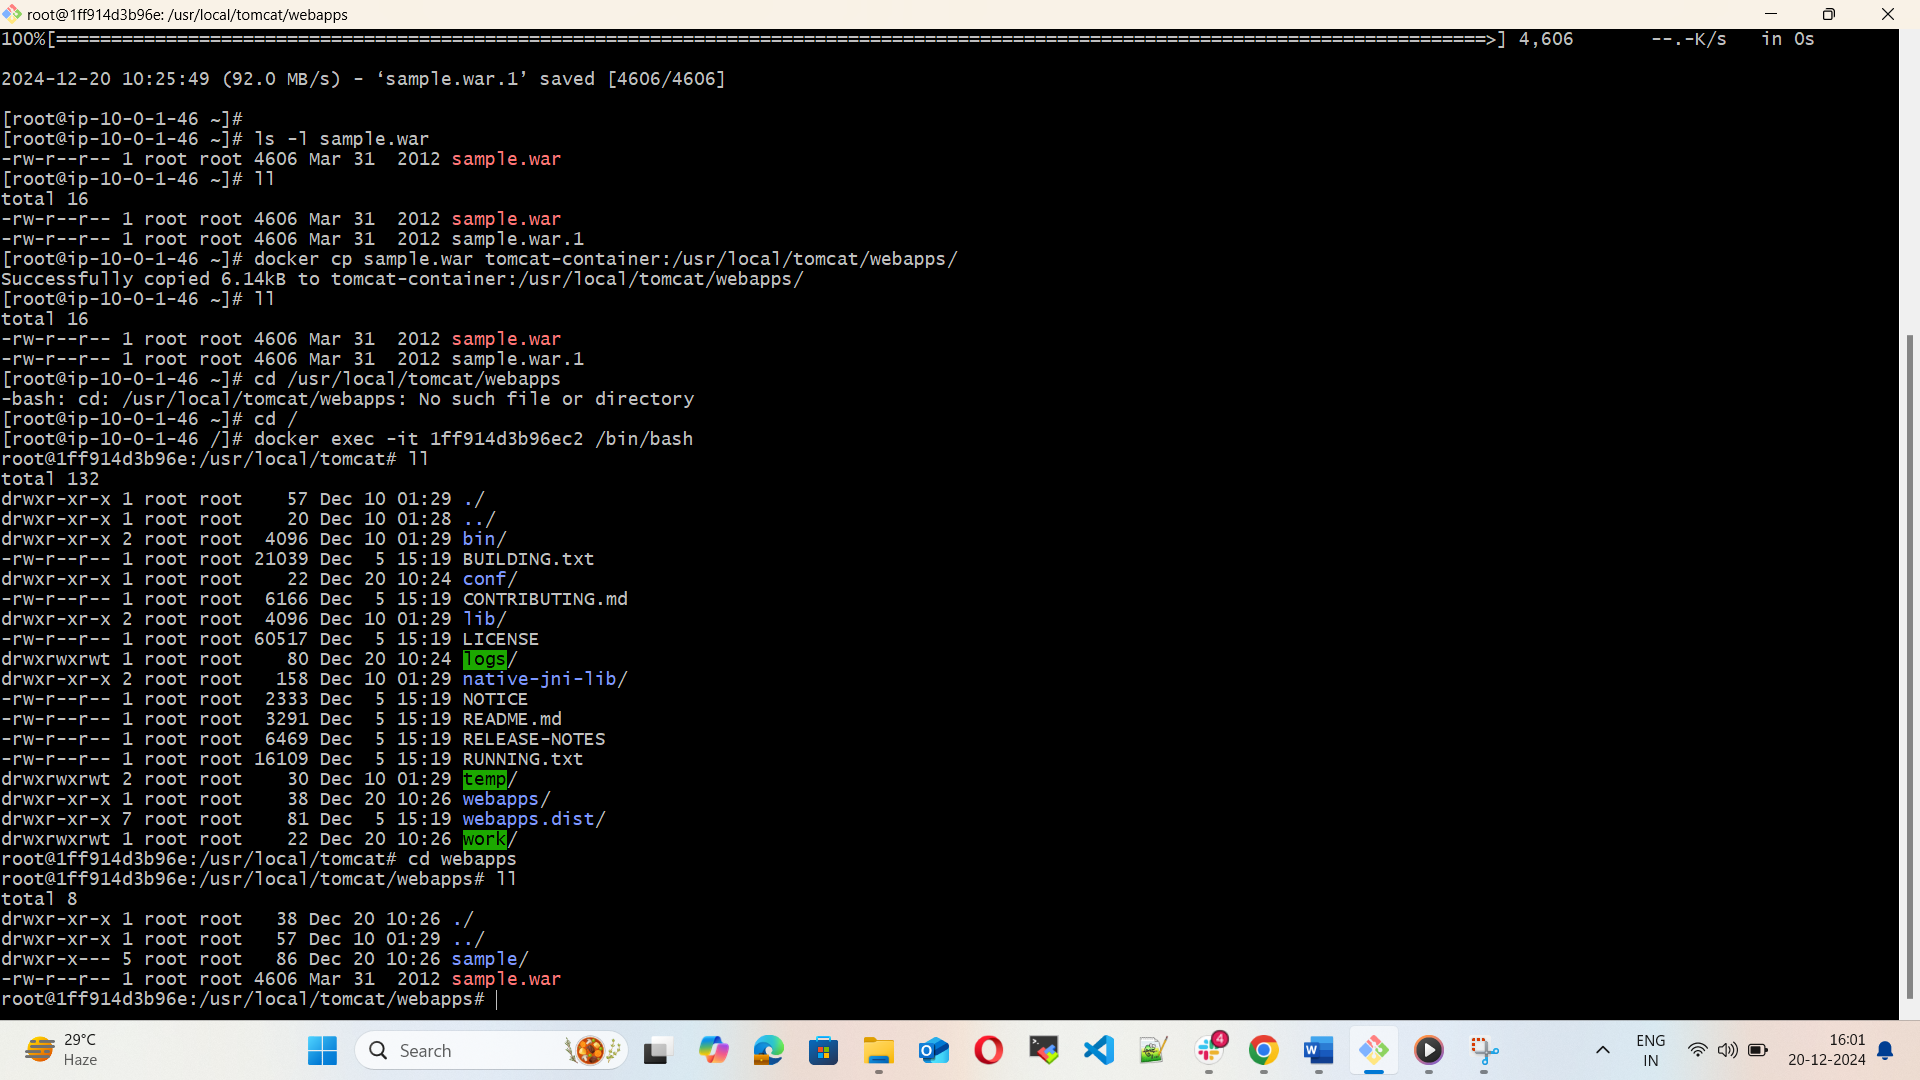 root@1ff914d3b96e: /usr/local/tomcat/webapps
100%[==================================================================================================================================>] 4,606       --.-K/s   in 0s
2024-12-20 10:25:49 (92.0 MB/s) - ‘sample.war.1’ saved [4606/4606]
[root@ip-10-0-1-46 ~]#
[root@ip-10-0-1-46 ~]# ls -l sample.war
-rw-r--r-- 1 root root 4606 Mar 31  2012 sample.war
[root@ip-10-0-1-46 ~]# ll
total 16
-rw-r--r-- 1 root root 4606 Mar 31  2012 sample.war
-rw-r--r-- 1 root root 4606 Mar 31  2012 sample.war.1
[root@ip-10-0-1-46 ~]# docker cp sample.war tomcat-container:/usr/local/tomcat/webapps/
Successfully copied 6.14kB to tomcat-container:/usr/local/tomcat/webapps/
[root@ip-10-0-1-46 ~]# ll
total 16
-rw-r--r-- 1 root root 4606 Mar 31  2012 sample.war
-rw-r--r-- 1 root root 4606 Mar 31  2012 sample.war.1
[root@ip-10-0-1-46 ~]# cd /usr/local/tomcat/webapps
-bash: cd: /usr/local/tomcat/webapps: No such file or directory
[root@ip-10-0-1-46 ~]# cd /
[root@ip-10-0-1-46 /]# docker exec -it 1ff914d3b96ec2 /bin/bash
root@1ff914d3b96e:/usr/local/tomcat# ll
total 132
drwxr-xr-x 1 root root    57 Dec 10 01:29 ./
drwxr-xr-x 1 root root    20 Dec 10 01:28 ../
drwxr-xr-x 2 root root  4096 Dec 10 01:29 bin/
-rw-r--r-- 1 root root 21039 Dec  5 15:19 BUILDING.txt
drwxr-xr-x 1 root root    22 Dec 20 10:24 conf/
-rw-r--r-- 1 root root  6166 Dec  5 15:19 CONTRIBUTING.md
drwxr-xr-x 2 root root  4096 Dec 10 01:29 lib/
-rw-r--r-- 1 root root 60517 Dec  5 15:19 LICENSE
drwxrwxrwt 1 root root    80 Dec 20 10:24 logs/
drwxr-xr-x 2 root root   158 Dec 10 01:29 native-jni-lib/
-rw-r--r-- 1 root root  2333 Dec  5 15:19 NOTICE
-rw-r--r-- 1 root root  3291 Dec  5 15:19 README.md
-rw-r--r-- 1 root root  6469 Dec  5 15:19 RELEASE-NOTES
-rw-r--r-- 1 root root 16109 Dec  5 15:19 RUNNING.txt
drwxrwxrwt 2 root root    30 Dec 10 01:29 temp/
drwxr-xr-x 1 root root    38 Dec 20 10:26 webapps/
drwxr-xr-x 7 root root    81 Dec  5 15:19 webapps.dist/
drwxrwxrwt 1 root root    22 Dec 20 10:26 work/
root@1ff914d3b96e:/usr/local/tomcat# cd webapps
root@1ff914d3b96e:/usr/local/tomcat/webapps# ll
total 8
drwxr-xr-x 1 root root   38 Dec 20 10:26 ./
drwxr-xr-x 1 root root   57 Dec 10 01:29 ../
drwxr-x--- 5 root root   86 Dec 20 10:26 sample/
-rw-r--r-- 1 root root 4606 Mar 31  2012 sample.war
root@1ff914d3b96e:/usr/local/tomcat/webapps#
29°C
Haze
Search
4
ENG
IN
16:01
20-12-2024